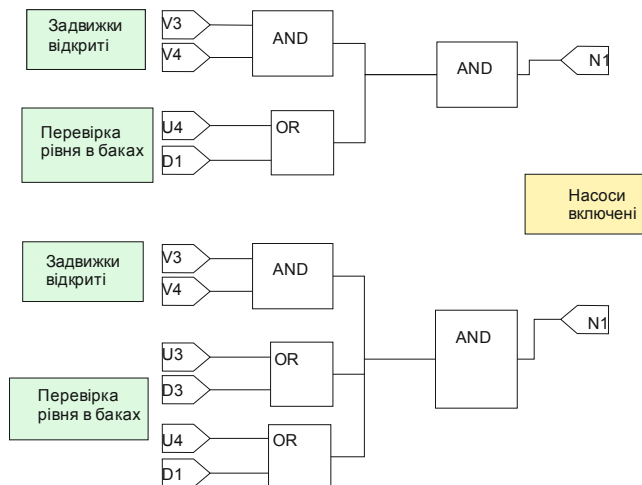 Задвижки
відкриті
V3
V4
AND
AND
N1
Перевірка
рівня в баках
U4
D1
OR
Насоси
включені
Задвижки
відкриті
V3
V4
AND
AND
N1
U3
D3
OR
Перевірка
рівня в баках
U4
D1
OR